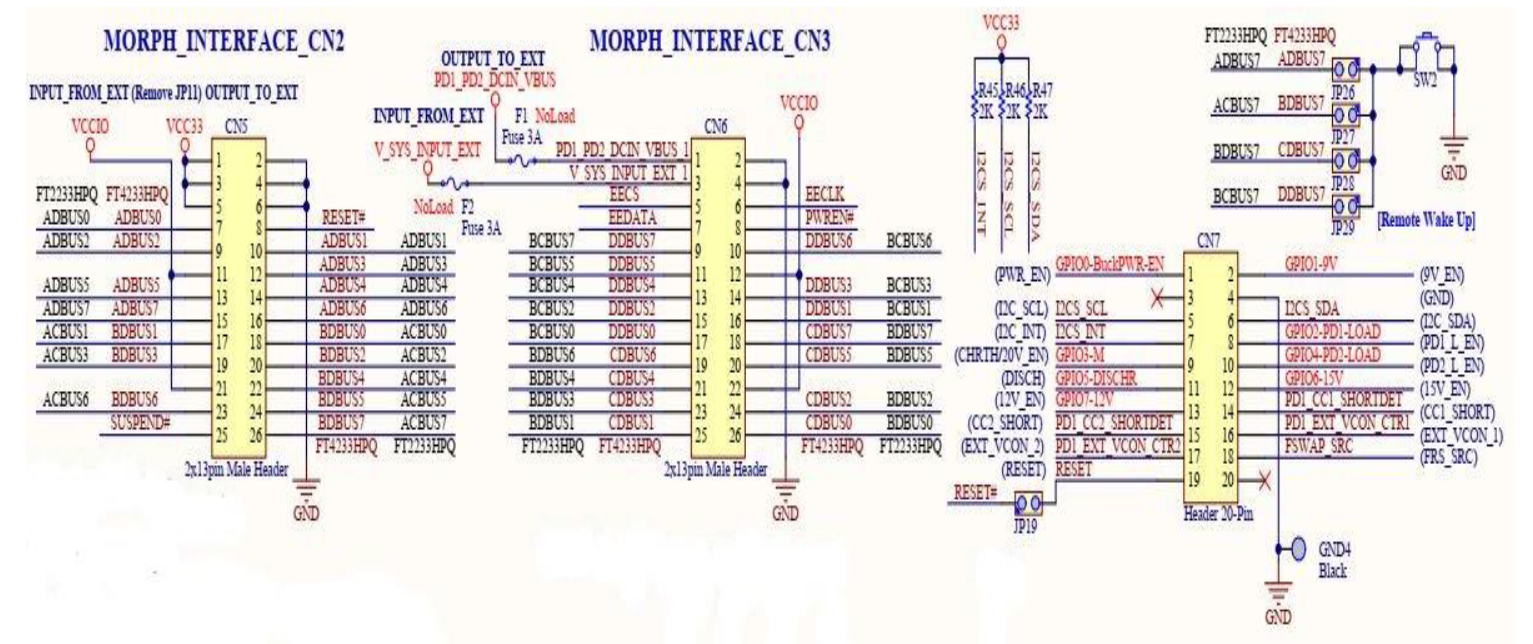 MORPH_INTERFACE_CN2
INPUT_FROM_EXT (Remove JP11) OUTPUT_TO_EXT
VCCIO VCC33 CN5
1 2
3 4
FT2233HPQ FT4233HPQ 5 6
ADBUS0 ADBUS0 7 8 RESET#
ADBUS2 ADBUS2 9 10 ADBUS1 ADBUS1
11 12 ADBUS3 ADBUS3
ADBUS5 ADBUS5 13 14 ADBUS4 ADBUS4
ADBUS7 ADBUS7 15 16 ADBUS6 ADBUS6
ACBUS1 BDBUS1 17 18 BDBUS0 ACBUS0
ACBUS3 BDBUS3 19 20 BDBUS2 ACBUS2
21 22 BDBUS4 ACBUS4
ACBUS6 BDBUS6 23 24 BDBUS5 ACBUS5
SUSPEND# 25 26 BDBUS7 ACBUS7
FT4233HPQ FT2233HPQ
2x13pin Male Header
GND
MORPH_INTERFACE_CN3
OUTPUT_TO_EXT
PD1_PD2_DCIN_VBUS
INPUT_FROM_EXT F1 NoLoad
Fuse 3A
V_SYS_INPUT_EXT
NoLoad F2
Fuse 3A
VCCIO
CN6
PD1_PD2_DCIN_VBUS_1 1 2
V_SYS_INPUT_EXT_1 3 4
EECS 5 6 EECLK
EEDATA 7 8 PWREN#
BCBUS7 DDBUS7 9 10 DDBUS6 BCBUS6
BCBUS5 DDBUS5 11 12
BCBUS4 DDBUS4 13 14 DDBUS3 BCBUS3
BCBUS2 DDBUS2 15 16 DDBUS1 BCBUS1
BCBUS0 DDBUS0 17 18 CDBUS7 BDBUS7
BDBUS6 CDBUS6 19 20 CDBUS5 BDBUS5
BDBUS4 CDBUS4 21 22
BDBUS3 CDBUS3 23 24 CDBUS2 BDBUS2
BDBUS1 CDBUS1 25 26 CDBUS0 BDBUS0
FT2233HPQ FT4233HPQ FT4233HPQ FT2233HPQ
2x13pin Male Header
GND
VCC33
R45 R46 R47
2K 2K 2K
I2CS_INT I2CS_SCL I2CS_SDA
FT2233HPQ FT4233HPQ
ADBUS7 ADBUS7
JP26
ACBUS7 BDBUS7
JP27
BDBUS7 CDBUS7
JP28
BCBUS7 DDBUS7
JP29
SW2
GND
[Remote Wake Up]
CN7
(PWR_EN) GPIO0-BuckPWR-EN 1 2 GPIO1-9V (9V_EN)
3 4 (GND)
(I2C_SCL) I2CS_SCL 5 6 I2CS_SDA (I2C_SDA)
(I2C_INT) I2CS_INT 7 8 GPIO2-PD1-LOAD (PD1_L_EN)
(CHRTH/20V_EN) GPIO3-M 9 10 GPIO4-PD2-LOAD (PD2_L_EN)
(DISCH) GPIO5-DISCHR 11 12 GPIO6-15V (15V_EN)
(12V_EN) GPIO7-12V 13 14 PD1_CC1_SHORTDET (CC1_SHORT)
(CC2_SHORT) PD1_CC2_SHORTDET 15 16 PD1_EXT_VCON_CTR1 (EXT_VCON_1)
(EXT_VCON_2) PD1_EXT_VCON_CTR2 17 18 FSWAP_SRC (FRS_SRC)
(RESET) RESET 19 20
RESET#
JP19
Header 20-Pin
GND4
Black
GND